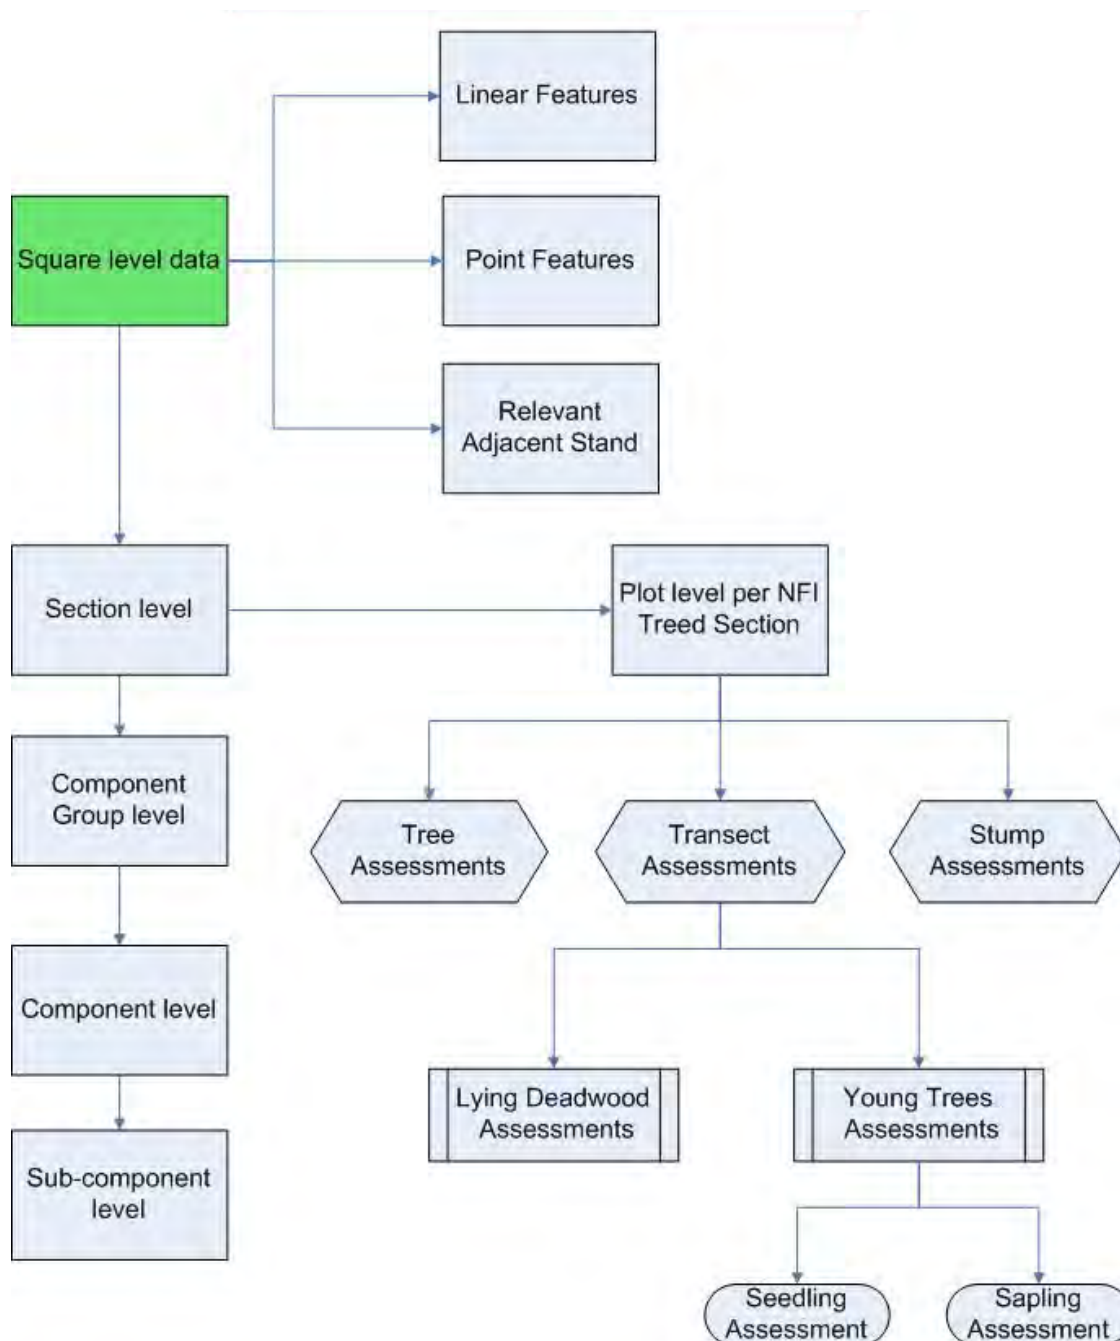 Linear Features
Square level data
Point Features
Relevant
Adjacent Stand
Section level
Plot level per NFI
Treed Section
Component
Group level
Tree
Assessments
Transect
Assessments
Stump
Assessments
Component level
Lying Deadwood
Assessments
Young Trees
Assessments
Sub-component
level
Seedling
Assessment
Sapling
Assessment